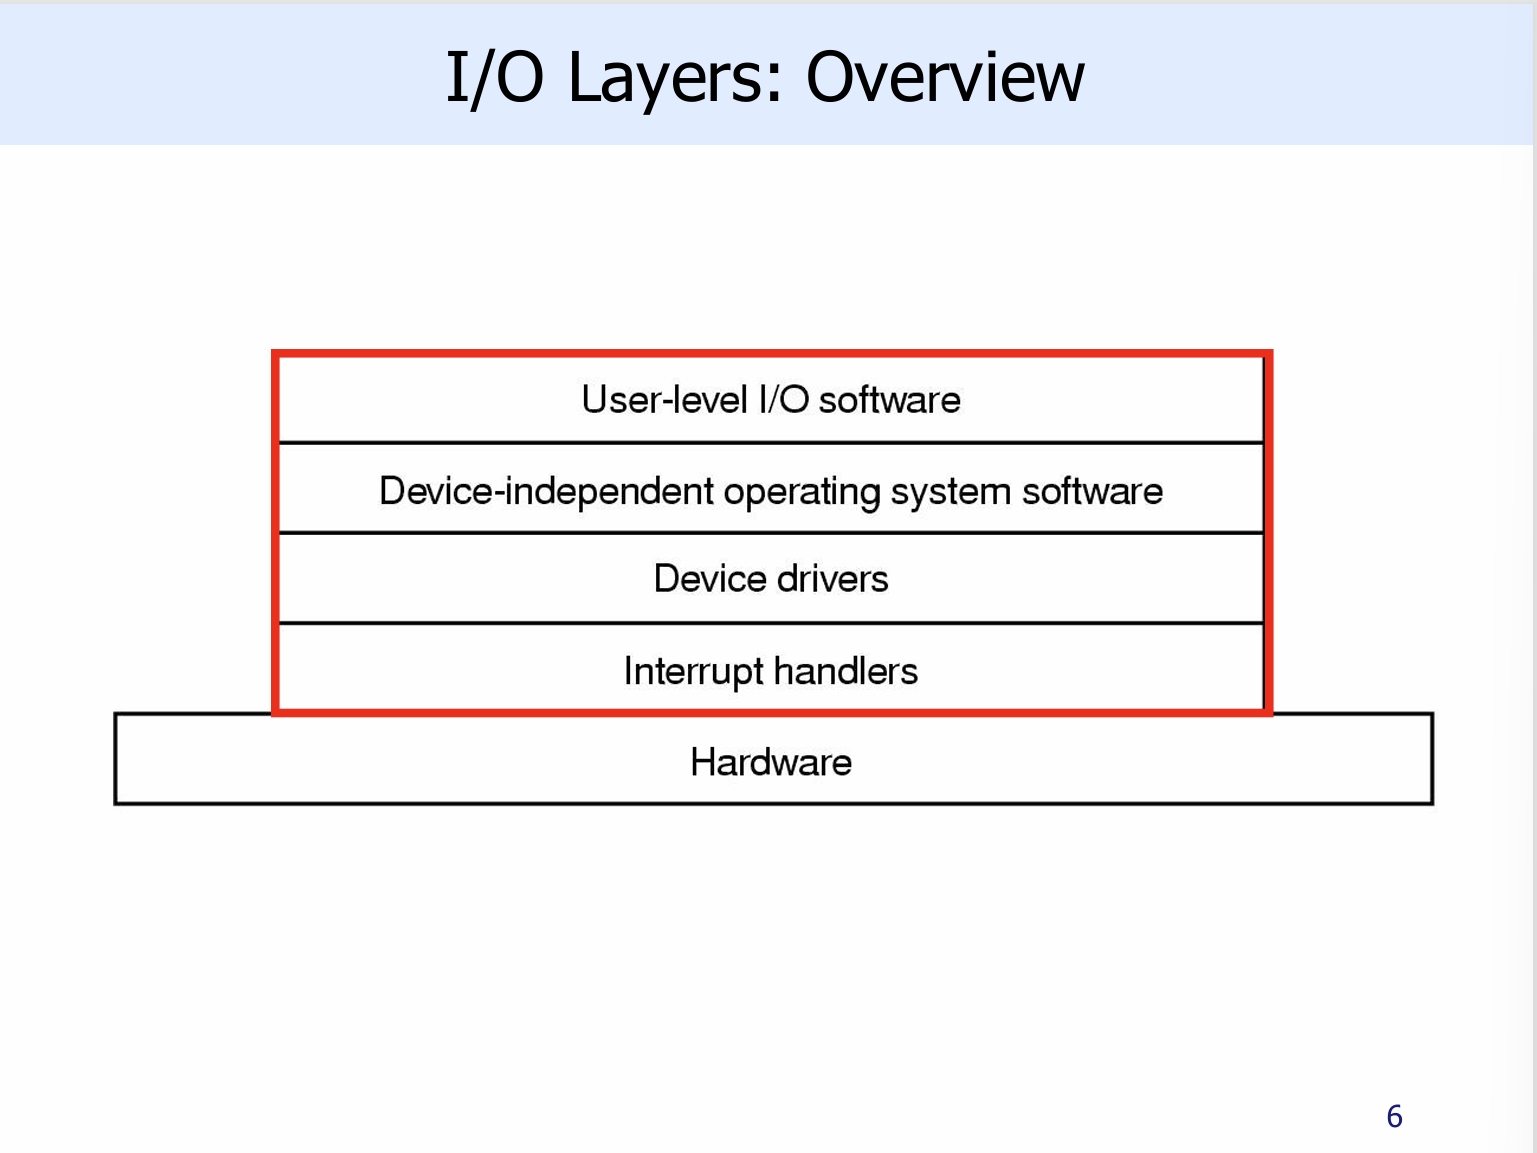 I/O Layers: Overview
User-level I/O software
Device-independent operating system software
Device drivers
Interrupt handlers
Hardware
6